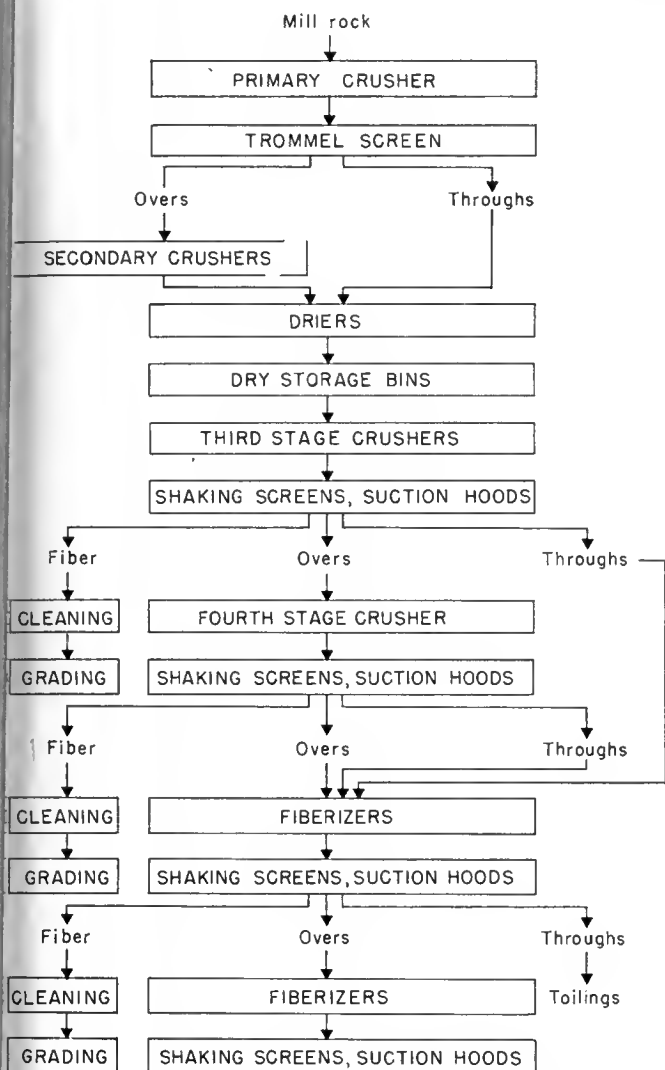 Mill rock
PRIMARY CRUSHER
TROMMEL SCREEN
Overs Throughs
SECONDARY CRUSHERS
DRIERS
DRY STORAGE BINS
THIRD STAGE CRUSHERS
SHAKING SCREENS, SUCTION HOODS
Fiber Overs Throughs
CLEANING FOURTH STAGE CRUSHER
GRADING SHAKING SCREENS, SUCTION HOODS
Fiber Overs Throughs
CLEANING FIBERIZERS
GRADING SHAKING SCREENS, SUCTION HOODS
Fiber Overs Throughs
CLEANING FIBERIZERS Toilings
GRADING SHAKING SCREENS, SUCTION HOODS